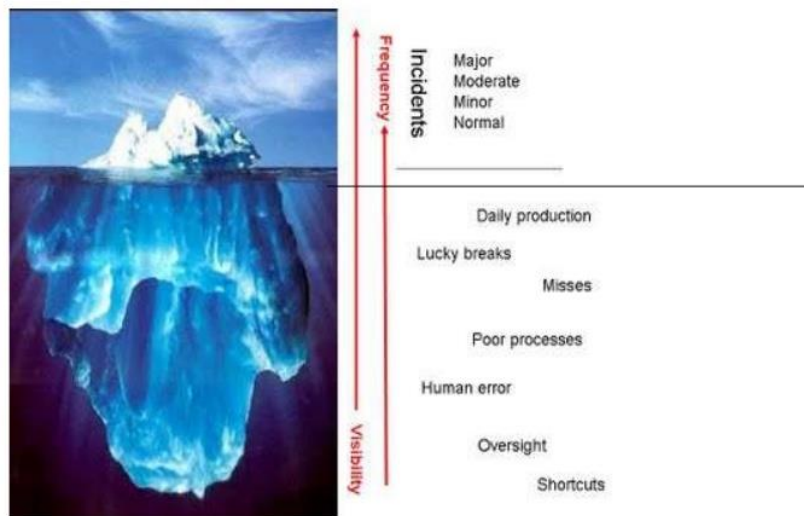 Frequency
Incidents
Major
Moderate
Minor
Normal
Daily production
Lucky breaks
Misses
Poor processes
Human error
Oversight
Shortcuts
Visibility